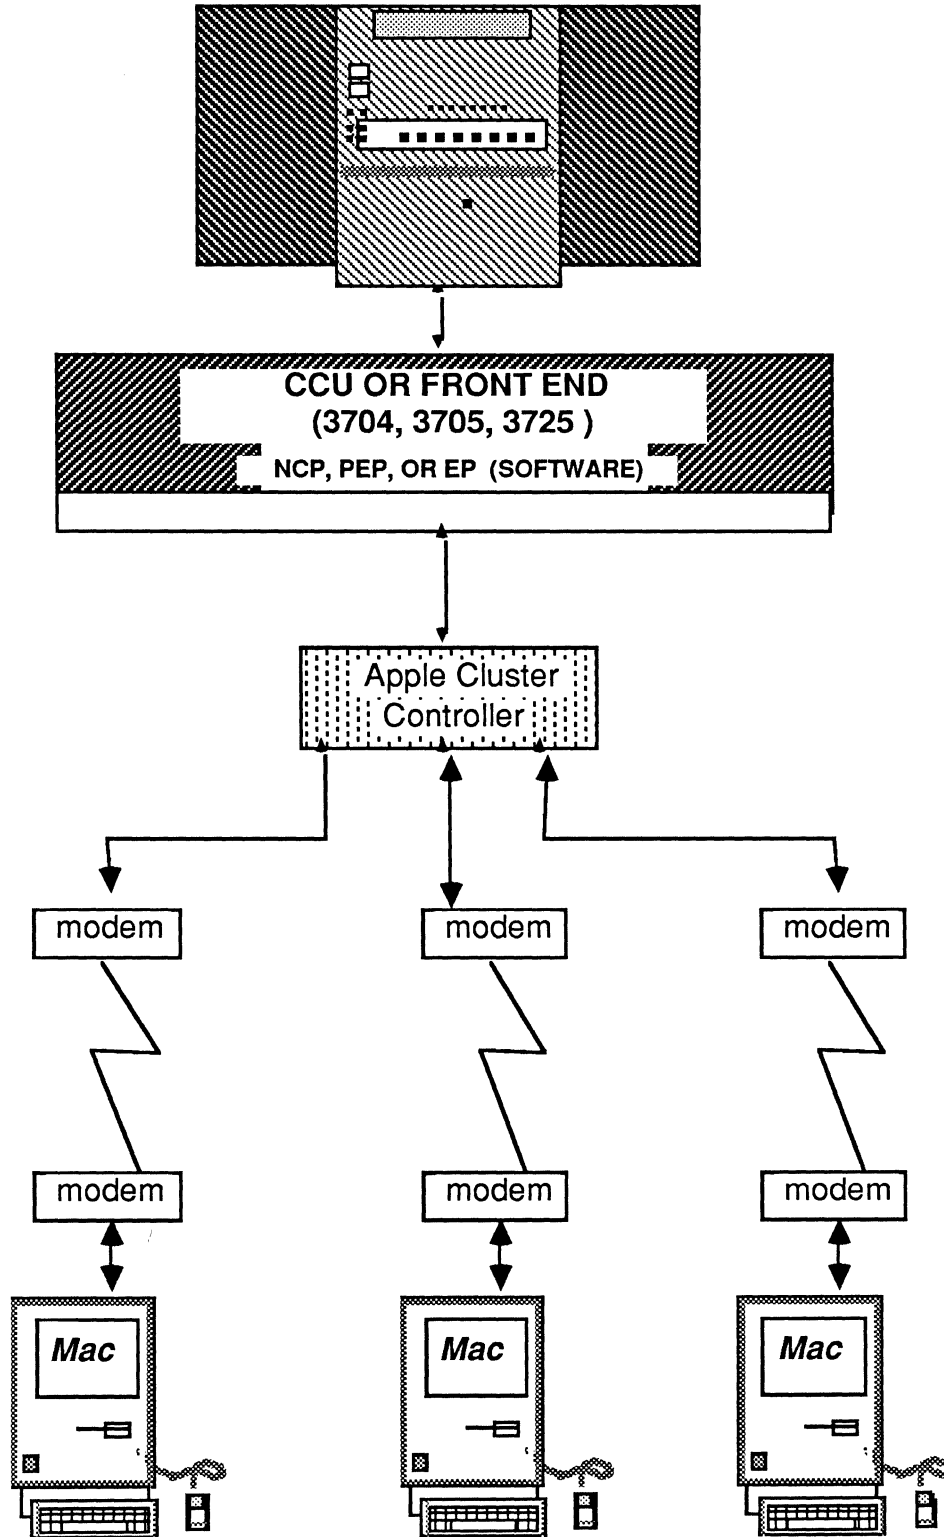 CCU OR FRONT END
(3704, 3705, 3725 )
NCP, PEP, OR EP (SOFTWARE)
Apple Cluster
Controller
modem modem modem
modem modem modem
Mac Mac Mac